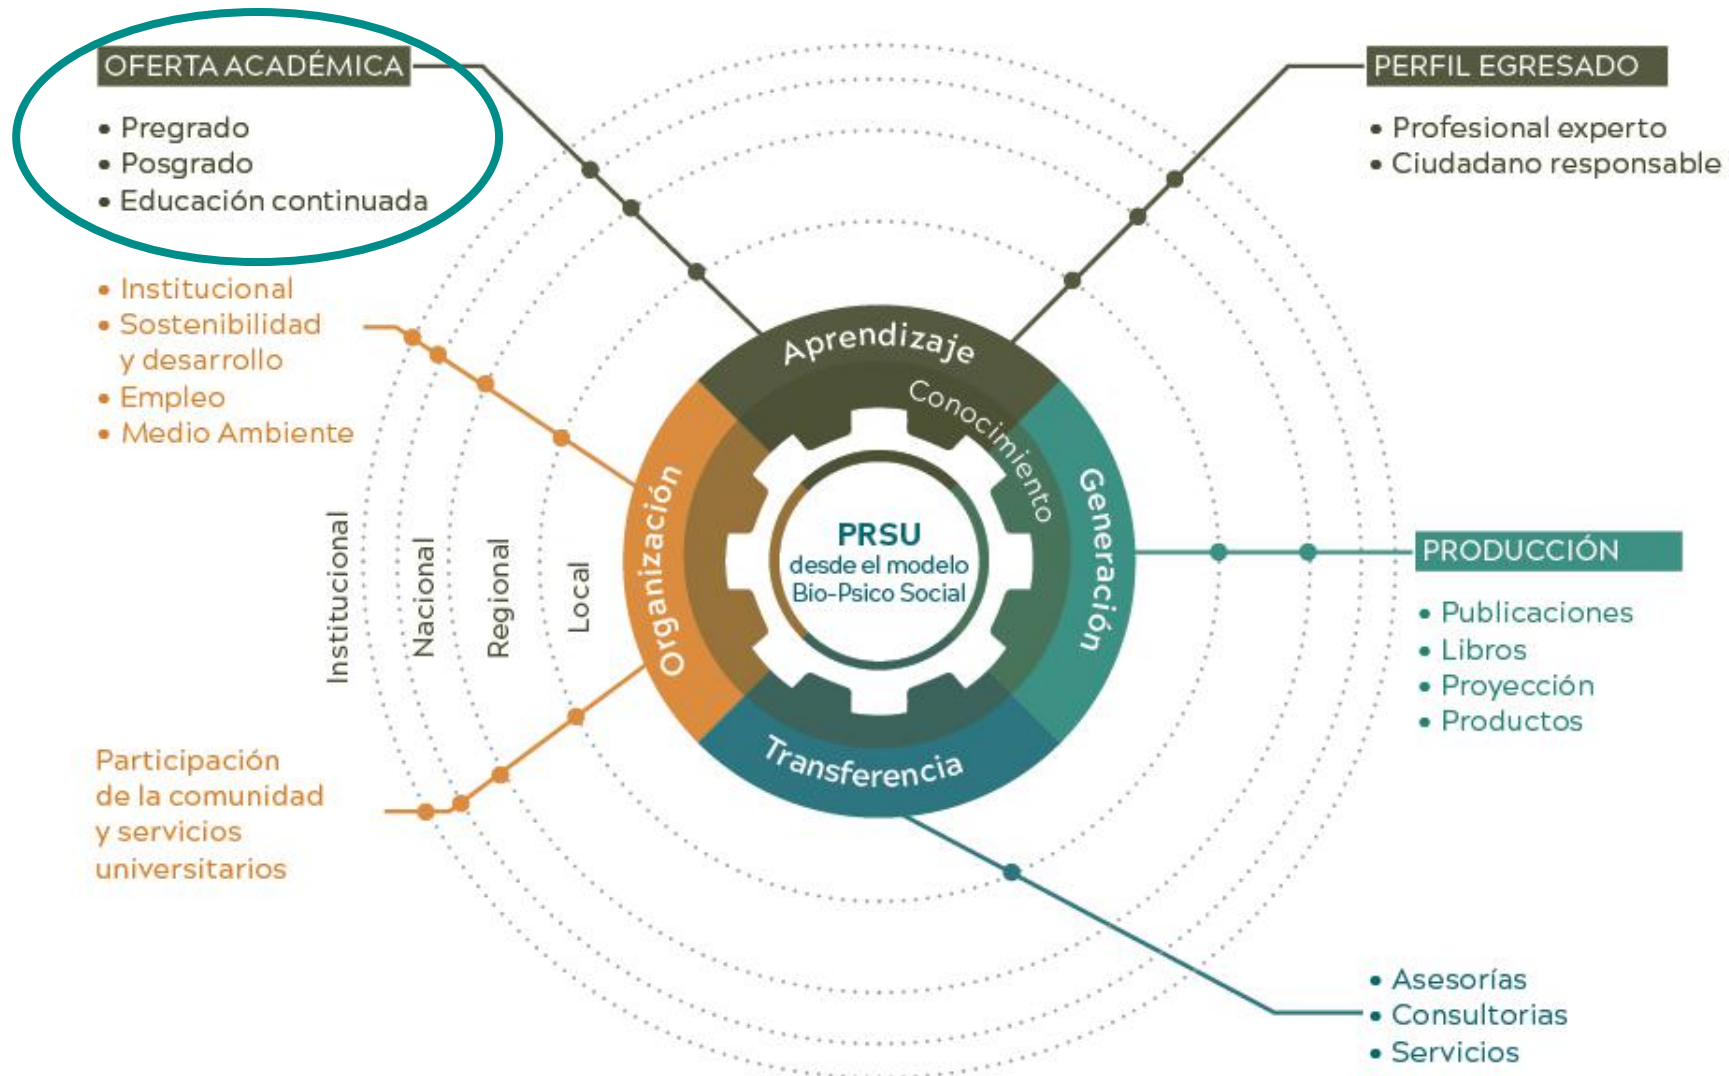 OFERTA ACADÉMICA
• Pregrado
• Posgrado
• Educación continuada
PERFIL EGRESADO
• Profesional experto
• Ciudadano responsable
• Institucional
• Sostenibilidad
y desarrollo
• Empleo
• Medio Ambiente
Aprendizaje
Conocimiento
Organización
Generación
Transferencia
PRSU
desde el modelo
Bio-Psico Social
Institucional
Nacional
Regional
Local
PRODUCCIÓN
• Publicaciones
• Libros
• Proyección
• Productos
Participación
de la comunidad
y servicios
universitarios
• Asesorías
• Consultorias
• Servicios